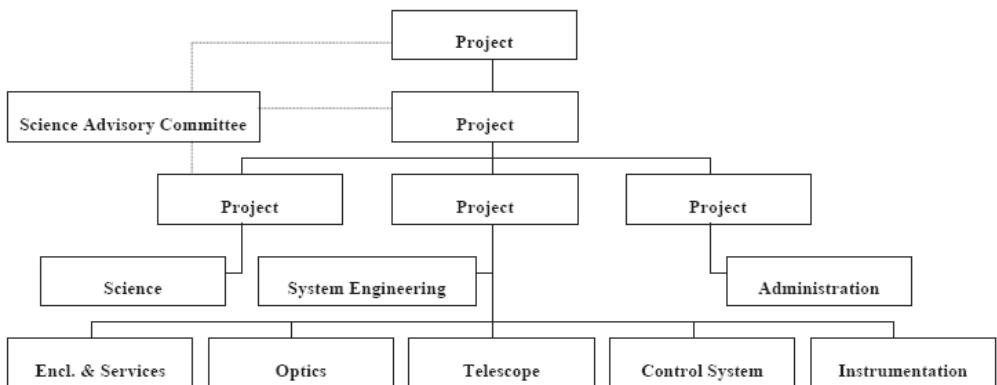 Project
Science Advisory Committee
Project
Project
Project
Project
Science
System Engineering
Administration
Encl. & Services
Optics
Telescope
Control System
Instrumentation